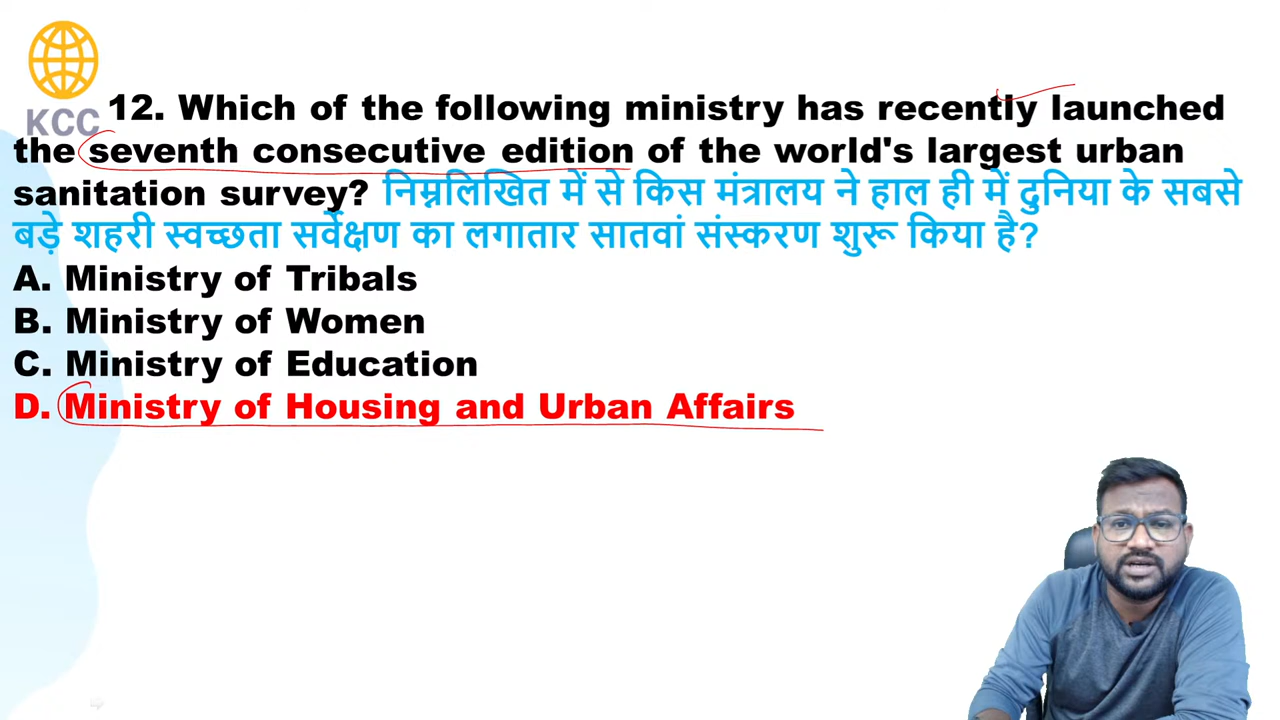 KCC
12. Which of the following ministry has recently launched
the seventh consecutive edition of the world's largest urban
sanitation survey? निम्नलिखित में से किस मंत्रालय ने हाल ही में दुनिया के सबसे
बड़े शहरी स्वच्छता सर्वेक्षण का लगातार सातवां संस्करण शुरू किया है?
A. Ministry of Tribals
B. Ministry of Women
C. Ministry of Education
D. Ministry of Housing and Urban Affairs